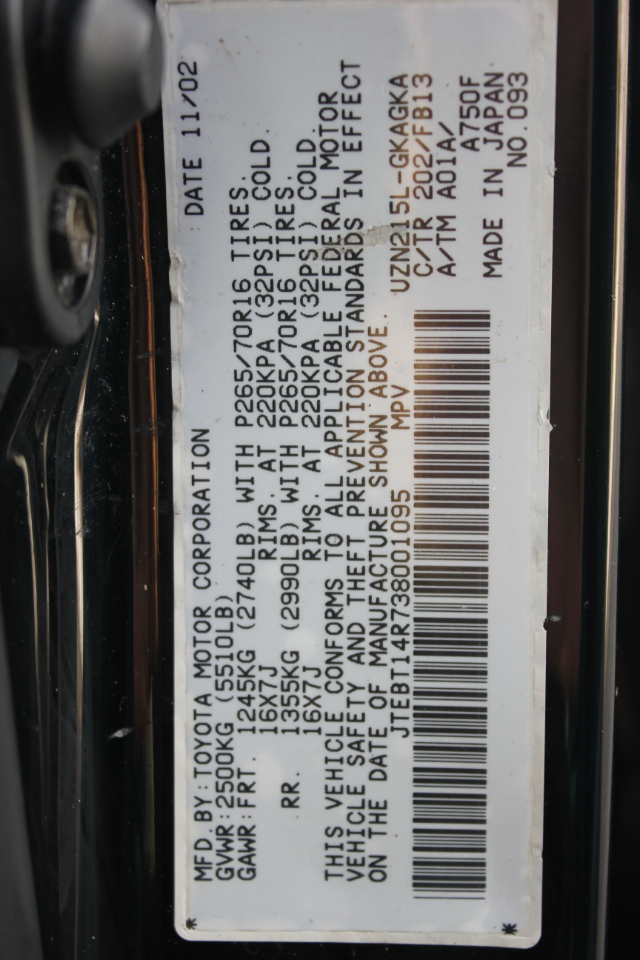 MFD. BY: TOYOTA MOTOR CORPORATION DATE 11/02
GVWR: 2500KG (5510LB)
GAWR: FRT. 1245KG (2740LB) WITH P265/70R16 TIRES.
16X7J RIMS. AT 220KPA (32PSI) COLD.
RR. 1355KG (2990LB) WITH P265/70R16 TIRES.
16X7J RIMS. AT 220KPA (32PSI) COLD.
THIS VEHICLE CONFORMS TO ALL APPLICABLE FEDERAL MOTOR
VEHICLE SAFETY AND THEFT PREVENTION STANDARDS IN EFFECT
ON THE DATE OF MANUFACTURE SHOWN ABOVE.
JTEBT14R738001095 MPV UZN215L-GKAGKA
C/TR 202/FB13
A/TM A01A/
A750F
MADE IN JAPAN
NO.093
* *